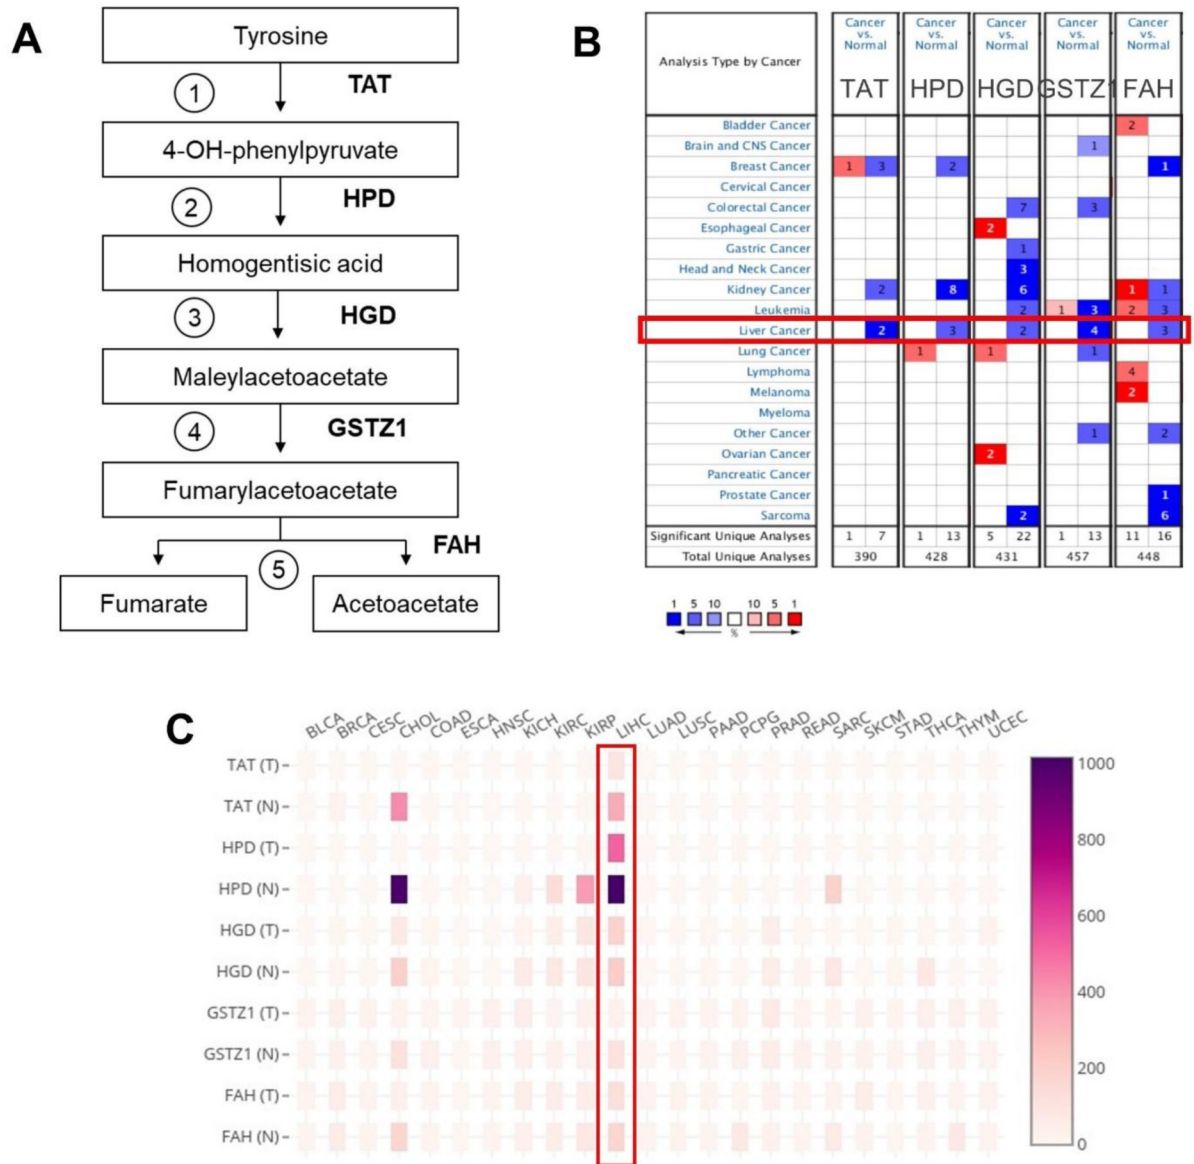 A
Tyrosine
1
TAT
4-OH-phenylpyruvate
2
HPD
Homogentisic acid
3
HGD
Maleylacetoacetate
4
GSTZ1
Fumarylacetoacetate
5
FAH
Fumarate
Acetoacetate
B
Analysis Type by Cancer
Cancer vs. Normal
Cancer vs. Normal
Cancer vs. Normal
Cancer vs. Normal
Cancer vs. Normal
TAT HPD HGD GSTZ1 FAH
Bladder Cancer 2
Brain and CNS Cancer 1
Breast Cancer 1 3 2 1
Cervical Cancer
Colorectal Cancer 7 3
Esophageal Cancer 2
Gastric Cancer 1
Head and Neck Cancer 3
Kidney Cancer 2 8 6 1 1
Leukemia 2 1 3 2 3
Liver Cancer 2 3 2 4 3
Lung Cancer 1 1 1
Lymphoma 4
Melanoma 2
Myeloma
Other Cancer 1 2
Ovarian Cancer 2
Pancreatic Cancer
Prostate Cancer 1
Sarcoma 2 6
Significant Unique Analyses 1 7 1 13 5 22 1 13 11 16
Total Unique Analyses 390 428 431 457 448
1 5 10 10 5 1
%
C
BLCA BRCA CESC CHOL COAD ESCA HNSC KICH KIRC KIRP LIHC LUAD LUSC PAAD PCPG PRAD READ SARC SKCM STAD THCA THYM UCEC
TAT (T)
TAT (N)
HPD (T)
HPD (N)
HGD (T)
HGD (N)
GSTZ1 (T)
GSTZ1 (N)
FAH (T)
FAH (N)
1000
800
600
400
200
0